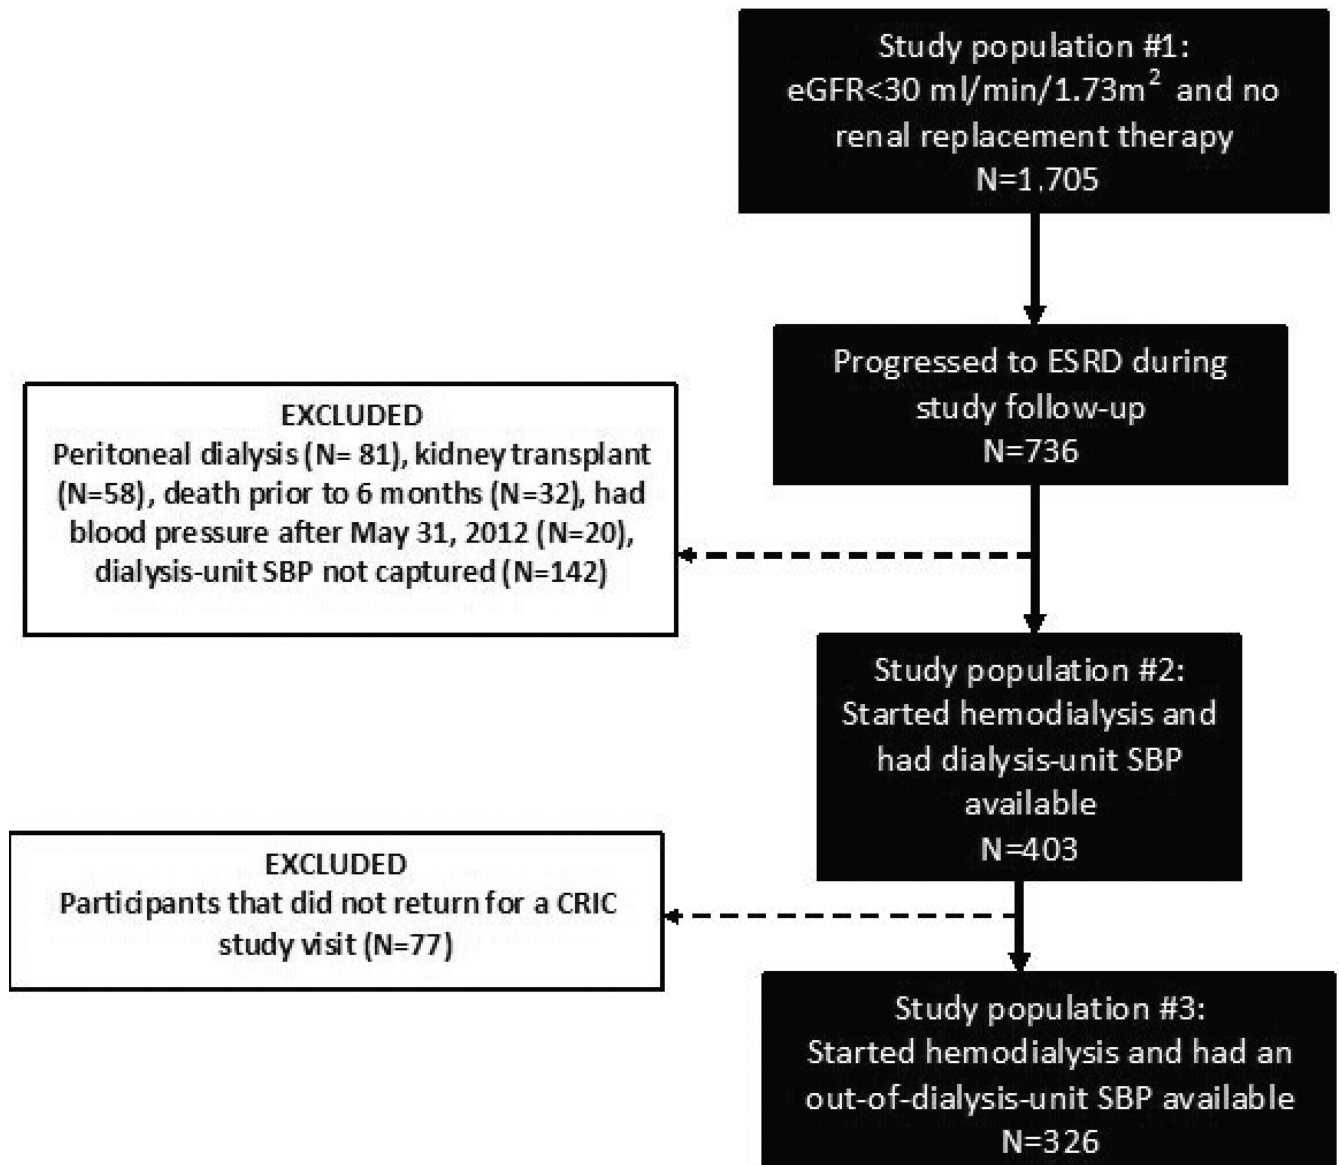 Study population #1:
eGFR<30 ml/min/1.73m² and no
renal replacement therapy
N=1.705
Progressed to ESRD during
study follow-up
N=736
EXCLUDED
Peritoneal dialysis (N= 81), kidney transplant
(N=58), death prior to 6 months (N=32), had
blood pressure after May 31, 2012 (N=20),
dialysis-unit SBP not captured (N=142)
Study population #2:
Started hemodialysis and
had dialysis-unit SBP
available
N=403
EXCLUDED
Participants that did not return for a CRIC
study visit (N=77)
Study population #3:
Started hemodialysis and had an
out-of-dialysis-unit SBP available
N=326